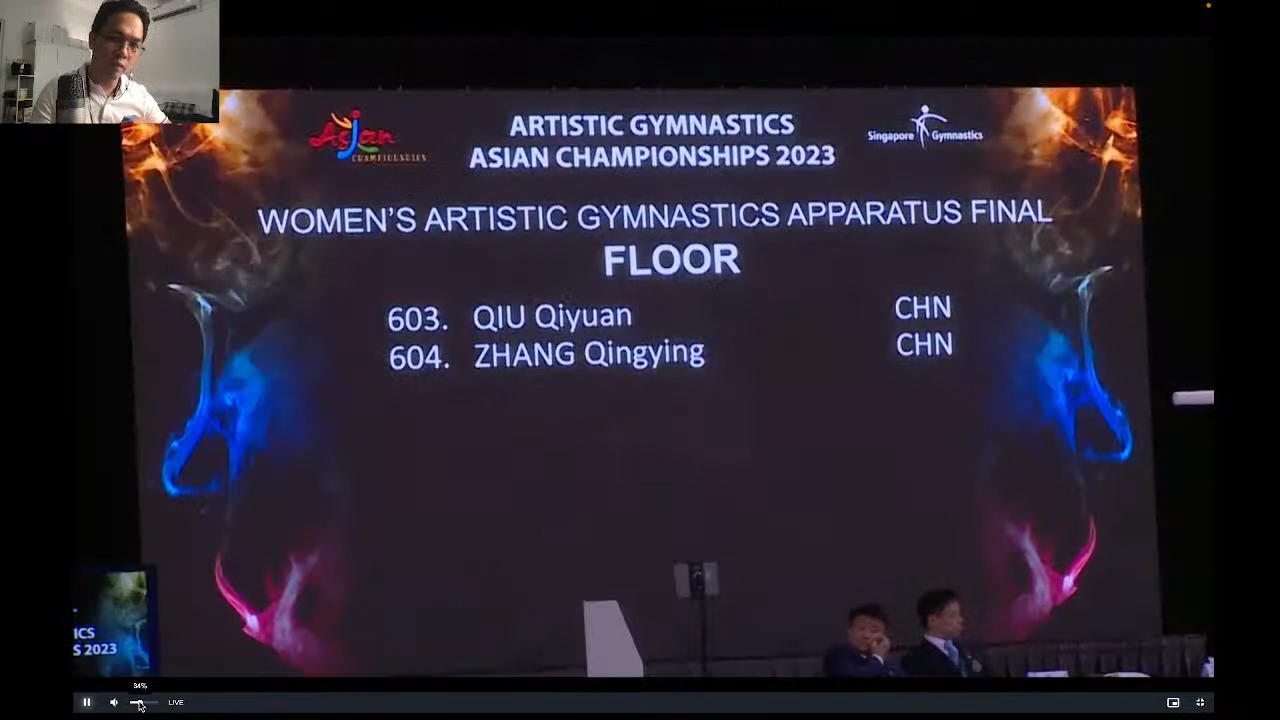 Asian
CHAMPIONSHIPS
ARTISTIC GYMNASTICS
ASIAN CHAMPIONSHIPS 2023
Singapore Gymnastics
WOMEN'S ARTISTIC GYMNASTICS APPARATUS FINAL
FLOOR
603. QIU Qiyuan CHN
604. ZHANG Qingying CHN
ICS
S 2023
34%
LIVE